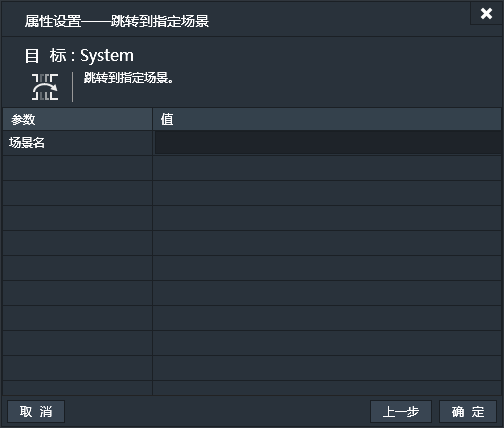 属性设置——跳转到指定场景
目 标 : System
跳转到指定场景。
参数 值
场景名
取 消 上一步 确 定